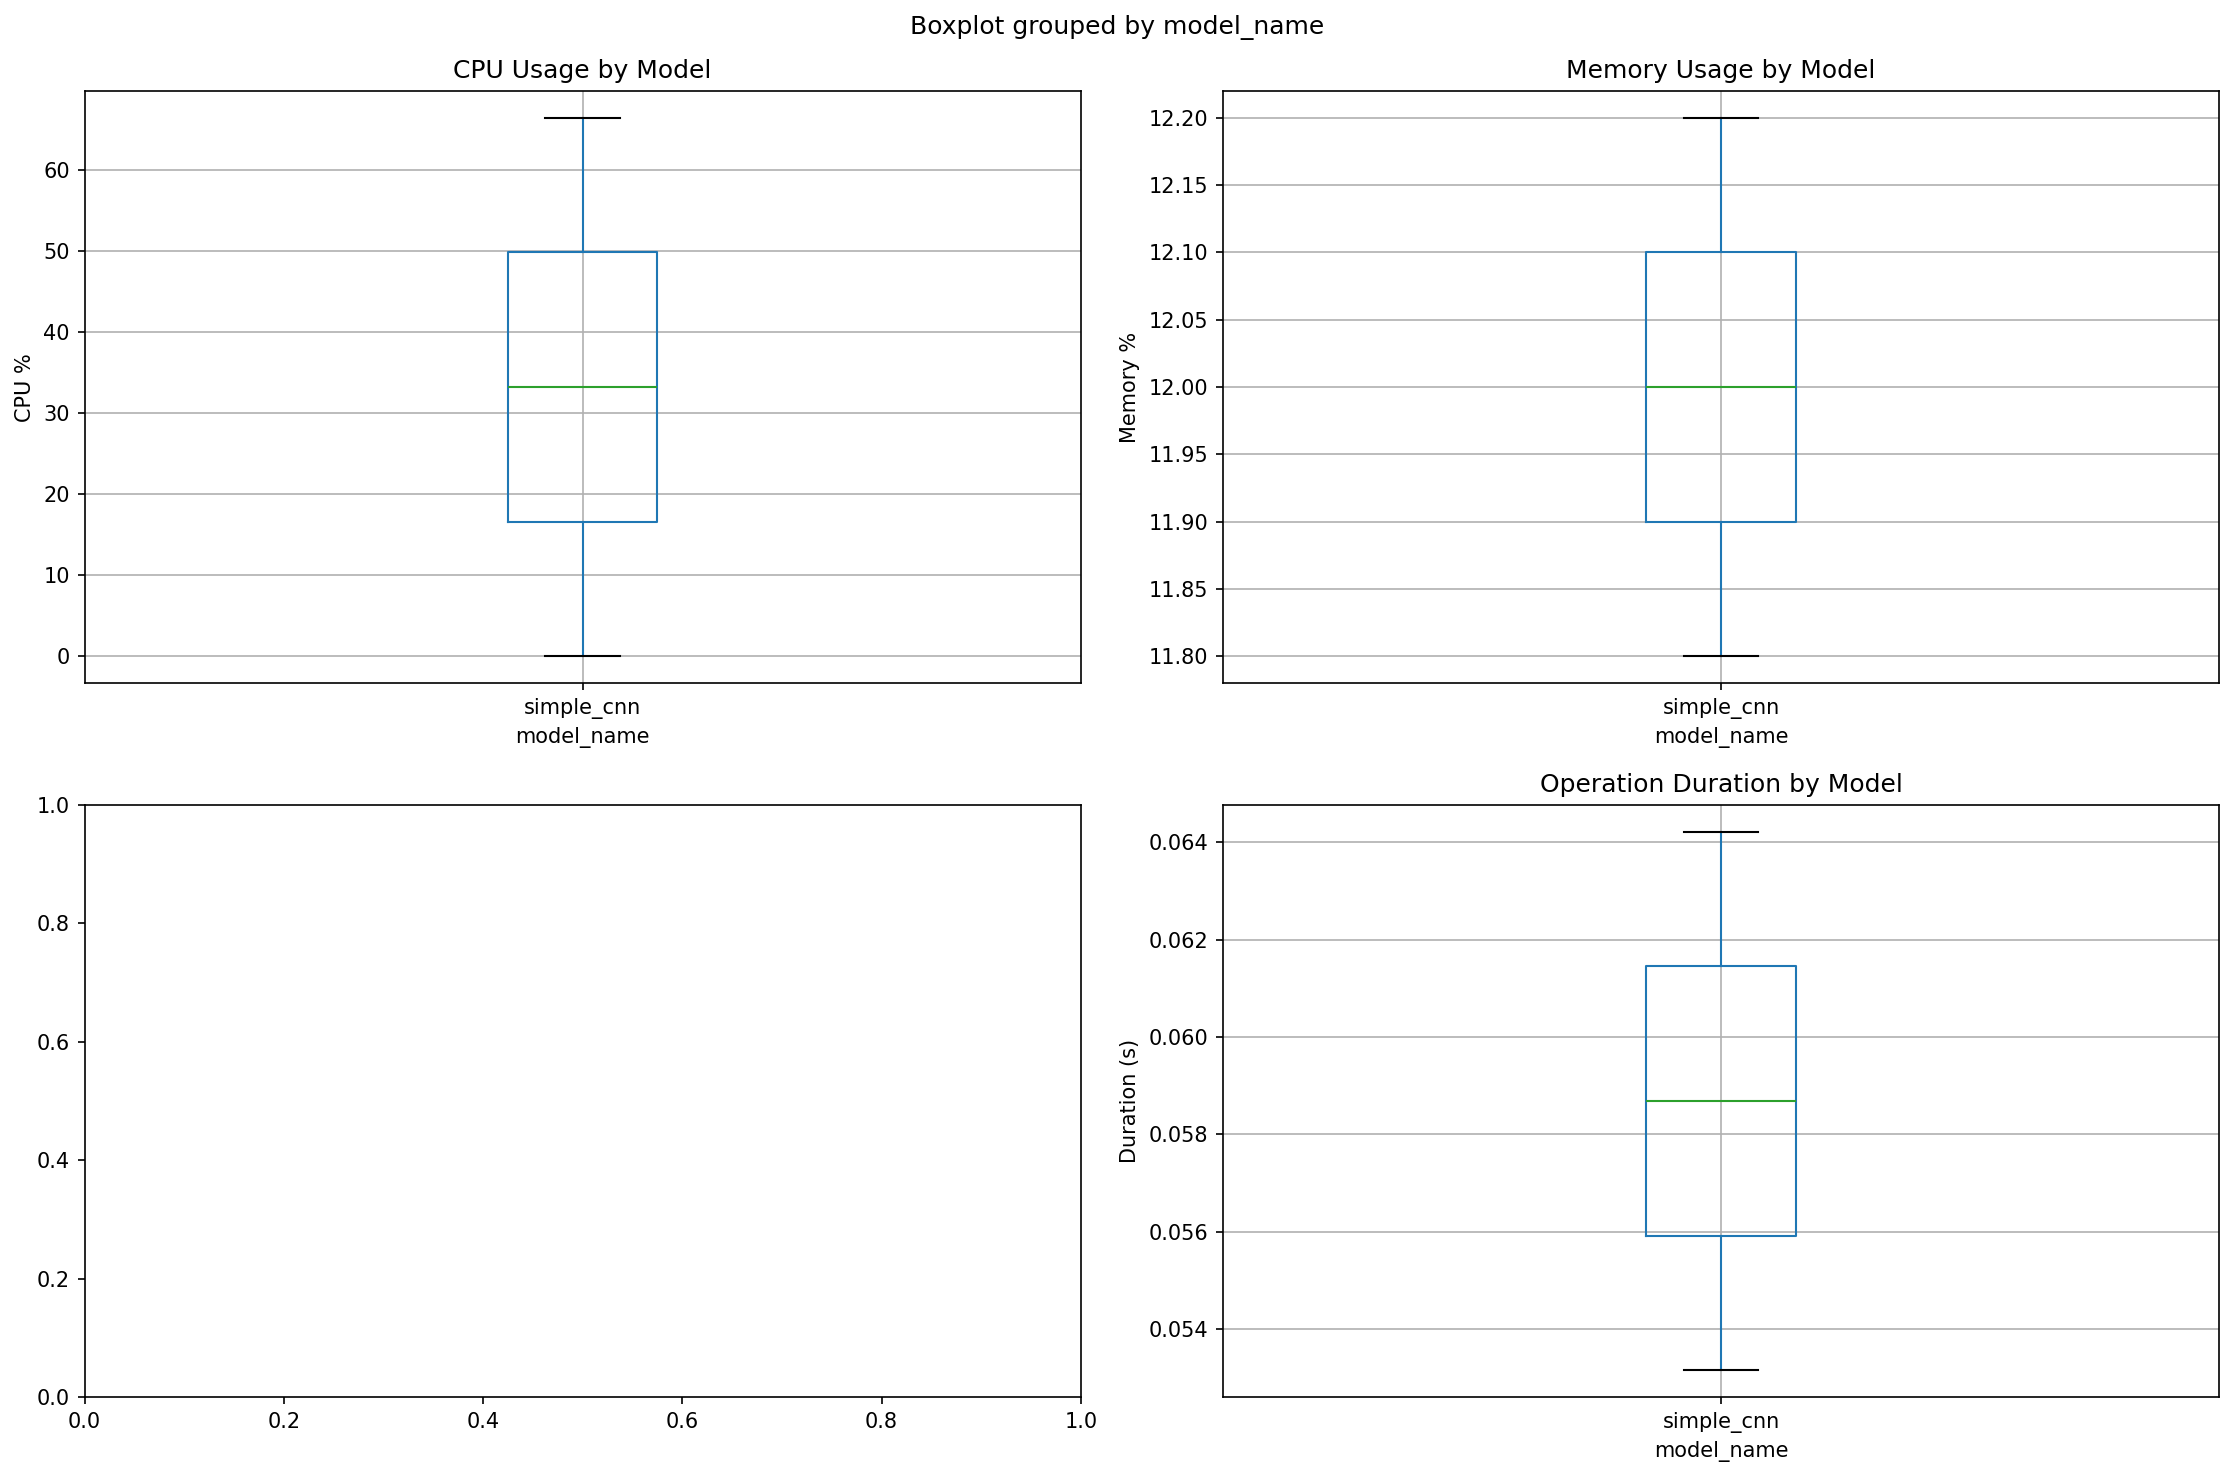 Boxplot grouped by model_name
CPU Usage by Model
CPU %
60
50
40
30
20
10
0
simple_cnn
model_name
Memory Usage by Model
Memory %
12.20
12.15
12.10
12.05
12.00
11.95
11.90
11.85
11.80
simple_cnn
model_name
1.0
0.8
0.6
0.4
0.2
0.0
0.0 0.2 0.4 0.6 0.8 1.0
Operation Duration by Model
Duration (s)
0.064
0.062
0.060
0.058
0.056
0.054
simple_cnn
model_name